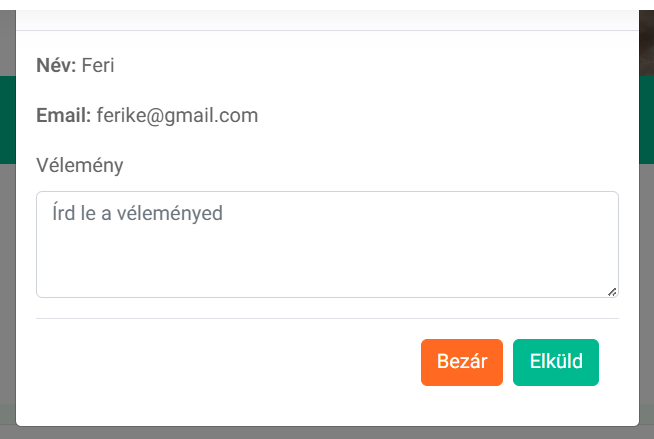 Név: Feri
Email: ferike@gmail.com
Vélemény
Írd le a véleményed
Bezár Elküld